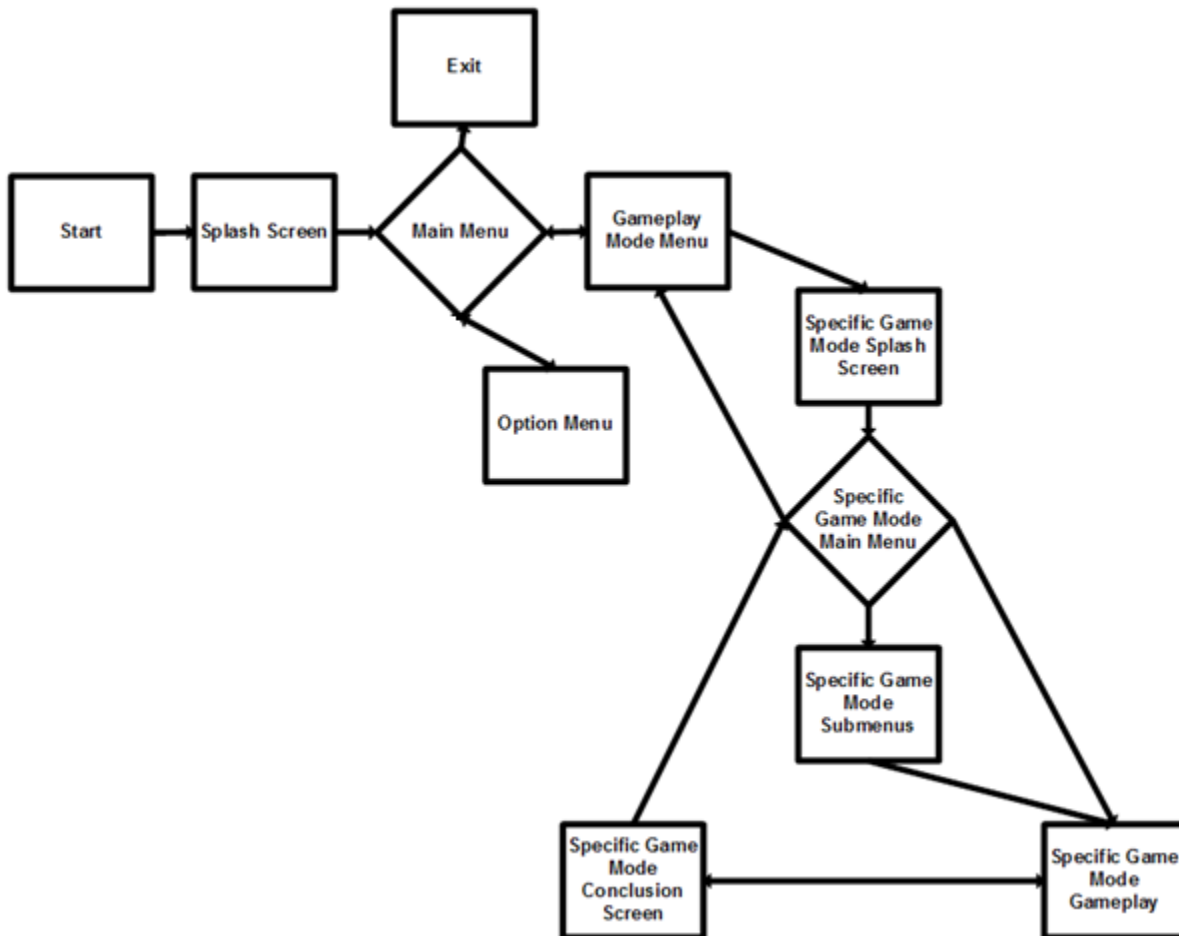 Exit
Start
Splash Screen
Main Menu
Gameplay
Mode Menu
Specific Game
Mode Splash
Screen
Option Menu
Specific
Game Mode
Main Menu
Specific Game
Mode
Submenus
Specific Game
Mode
Conclusion
Screen
Specific Game
Mode
Gameplay